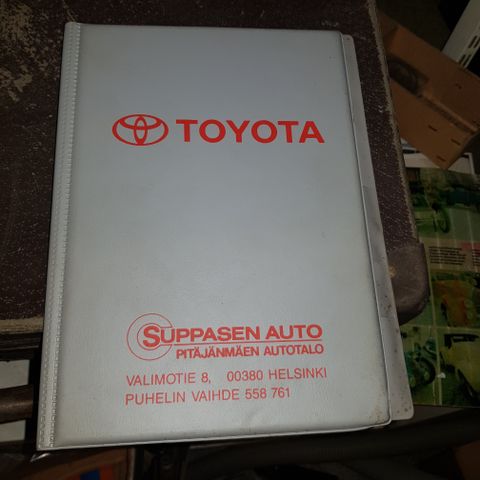 TOYOTA
SUPPASEN AUTO
PITÄJÄNMÄEN AUTOTALO
VALIMOTIE 8, 00380 HELSINKI
PUHELIN VAIHDE 558 761